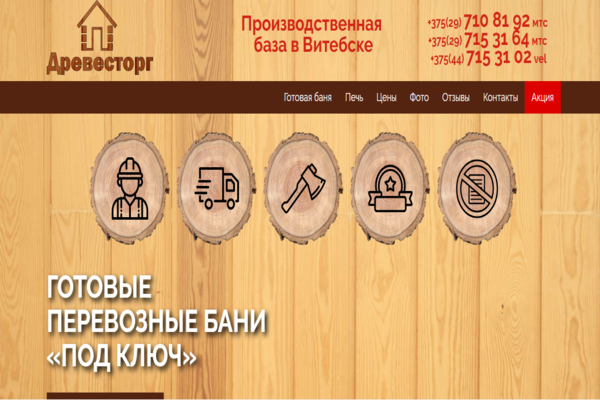 Древесторг
Производственная
база в Витебске
+375(29) 710 81 92 мтс
+375(29) 715 31 64 мтс
+375(44) 715 31 02 vel
Готовая баня Печь Цены Фото Отзывы Контакты Акция
ГОТОВЫЕ
ПЕРЕВОЗНЫЕ БАНИ
«ПОД КЛЮЧ»